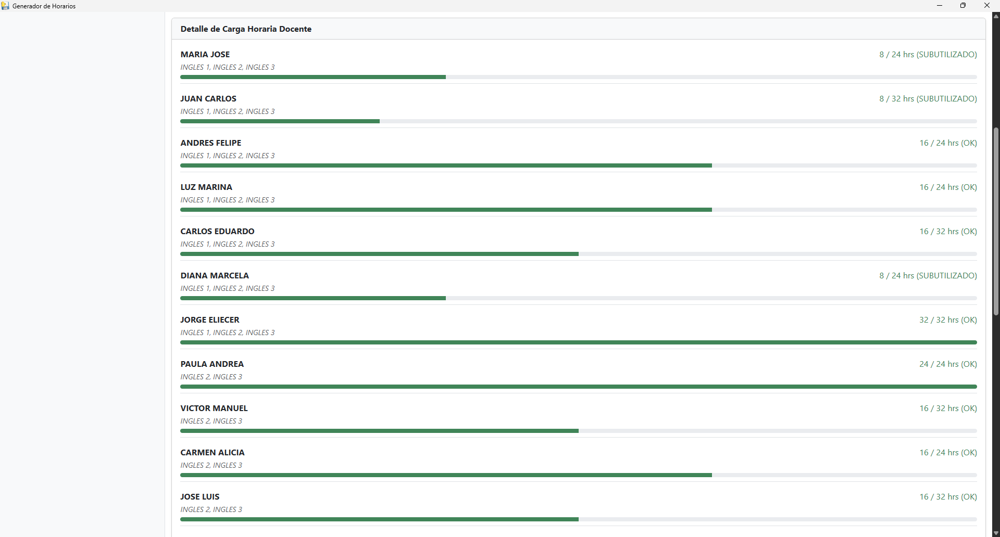 Generador de Horarios
Detalle de Carga Horaria Docente
MARIA JOSE 8 / 24 hrs (SUBUTILIZADO)
INGLES 1, INGLES 2, INGLES 3
JUAN CARLOS 8 / 32 hrs (SUBUTILIZADO)
INGLES 1, INGLES 2, INGLES 3
ANDRES FELIPE 16 / 24 hrs (OK)
INGLES 1, INGLES 2, INGLES 3
LUZ MARINA 16 / 24 hrs (OK)
INGLES 1, INGLES 2, INGLES 3
CARLOS EDUARDO 16 / 32 hrs (OK)
INGLES 1, INGLES 2, INGLES 3
DIANA MARCELA 8 / 24 hrs (SUBUTILIZADO)
INGLES 1, INGLES 2, INGLES 3
JORGE ELIECER 32 / 32 hrs (OK)
INGLES 1, INGLES 2, INGLES 3
PAULA ANDREA 24 / 24 hrs (OK)
INGLES 2, INGLES 3
VICTOR MANUEL 16 / 32 hrs (OK)
INGLES 2, INGLES 3
CARMEN ALICIA 16 / 24 hrs (OK)
INGLES 2, INGLES 3
JOSE LUIS 16 / 32 hrs (OK)
INGLES 2, INGLES 3